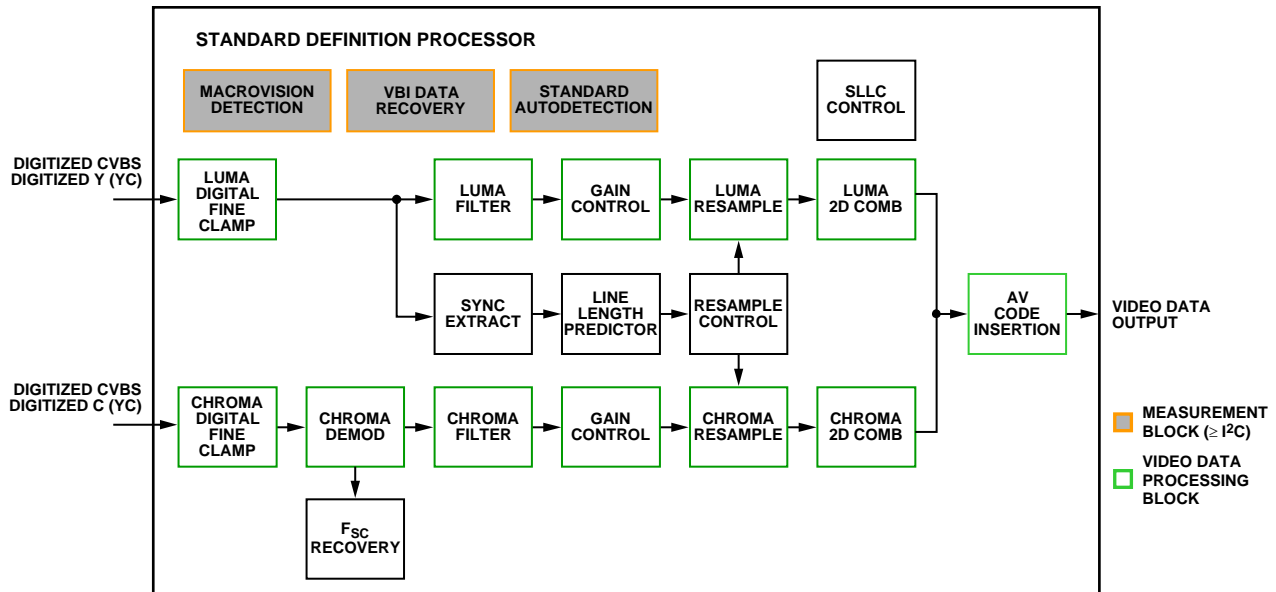 STANDARD DEFINITION PROCESSOR
MACROVISION
DETECTION
VBI DATA
RECOVERY
STANDARD
AUTODETECTION
SLLC
CONTROL
DIGITIZED CVBS
DIGITIZED Y (YC)
LUMA
DIGITAL
FINE
CLAMP
LUMA
FILTER
GAIN
CONTROL
LUMA
RESAMPLE
LUMA
2D COMB
SYNC
EXTRACT
LINE
LENGTH
PREDICTOR
RESAMPLE
CONTROL
AV
CODE
INSERTION
VIDEO DATA
OUTPUT
DIGITIZED CVBS
DIGITIZED C (YC)
CHROMA
DIGITAL
FINE
CLAMP
CHROMA
DEMOD
CHROMA
FILTER
GAIN
CONTROL
CHROMA
RESAMPLE
CHROMA
2D COMB
FSC
RECOVERY
MEASUREMENT
BLOCK (≥ I²C)
VIDEO DATA
PROCESSING
BLOCK